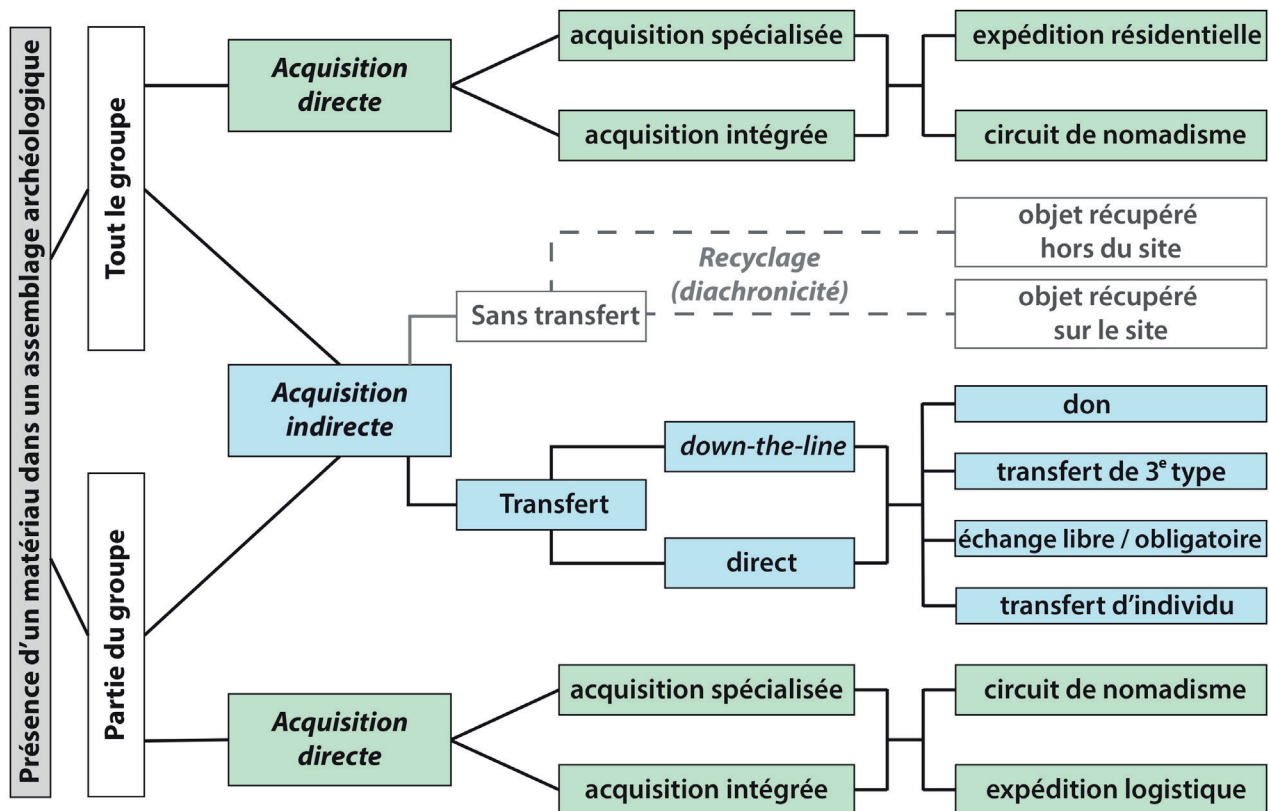 Présence d'un matériau dans un assemblage archéologique
Tout le groupe
Partie du groupe
Acquisition
directe
acquisition spécialisée
acquisition intégrée
expédition résidentielle
circuit de nomadisme
Sans transfert
Recyclage
(diachronicité)
objet récupéré
hors du site
objet récupéré
sur le site
Acquisition
indirecte
Transfert
down-the-line
direct
don
transfert de 3e type
échange libre / obligatoire
transfert d'individu
Acquisition
directe
acquisition spécialisée
acquisition intégrée
circuit de nomadisme
expédition logistique